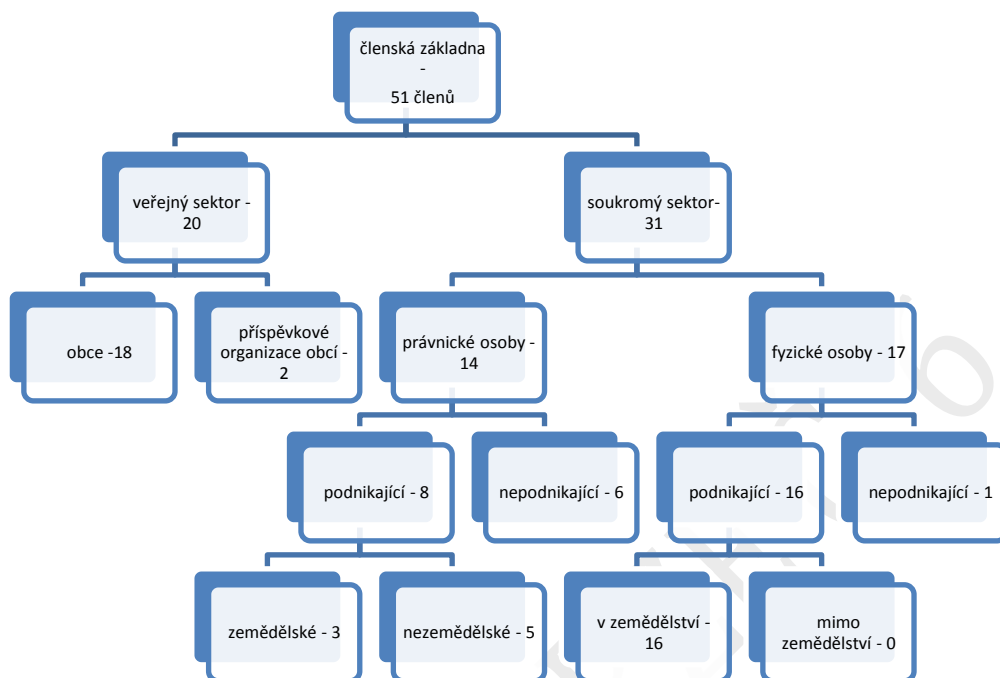 členská základna
-
51 členů
veřejný sektor -
20
soukromý sektor-
31
obce -18
příspěvkové
organizace obcí -
2
právnické osoby -
14
fyzické osoby - 17
podnikající - 8
nepodnikající - 6
podnikající - 16
nepodnikající - 1
zemědělské - 3
nezemědělské - 5
v zemědělství -
16
mimo
zemědělství - 0